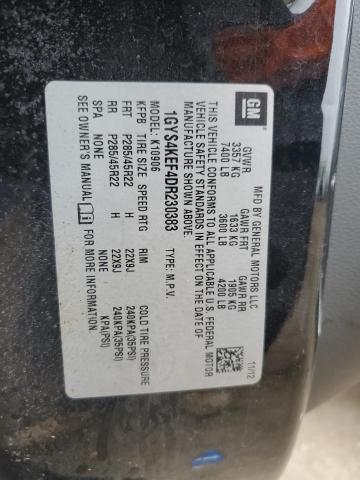 GM
MFD BY GENERAL MOTORS LLC
11/12
GVWR GAWR FRT GAWR RR
3357 KG 1633 KG 1905 KG
7400 LB 3600 LB 4200 LB
THIS VEHICLE CONFORMS TO ALL APPLICABLE U.S. FEDERAL MOTOR
VEHICLE SAFETY STANDARDS IN EFFECT ON THE DATE OF
MANUFACTURE SHOWN ABOVE.
1GYS4KEF4DR230383 TYPE: M.P.V.
MODEL: K10906
KFPB TIRE SIZE SPEED RTG RIM COLD TIRE PRESSURE
FRT P285/45R22 H 22X9J 240KPA(35PSI)
RR P285/45R22 H 22X9J 240KPA(35PSI)
SPA NONE NONE KPA(PSI)
SEE OWNER'S MANUAL FOR MORE INFORMATION.